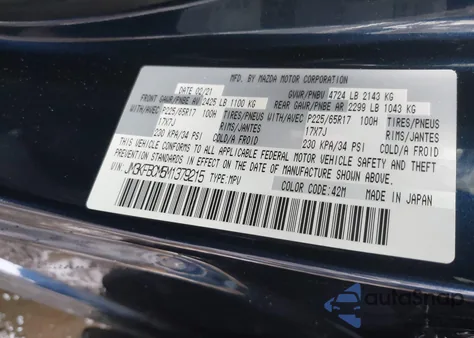 MFD. BY MAZDA MOTOR CORPORATION
DATE 02/21 GVWR/PNBV 4724 LB 2143 KG
FRONT GAWR/PNBE AV 2425 LB 1100 KG REAR GAWR/PNBE AR 2299 LB 1043 KG
WITH/AVEC P225/65R17 100H TIRES/PNEUS WITH/AVEC P225/65R17 100H TIRES/PNEUS
17X7J RIMS/JANTES 17X7J RIMS/JANTES
230 KPA/34 PSI COLD/A FROID 230 KPA/34 PSI COLD/A FROID
THIS VEHICLE CONFORMS TO ALL APPLICABLE FEDERAL MOTOR VEHICLE SAFETY, BUMPER, AND THEFT
PREVENTION STANDARDS IN EFFECT ON THE DATE OF MANUFACTURE SHOWN ABOVE.
VIN: TYPE: MPV COLOR CODE: 42M
MADE IN JAPAN
autoSnap